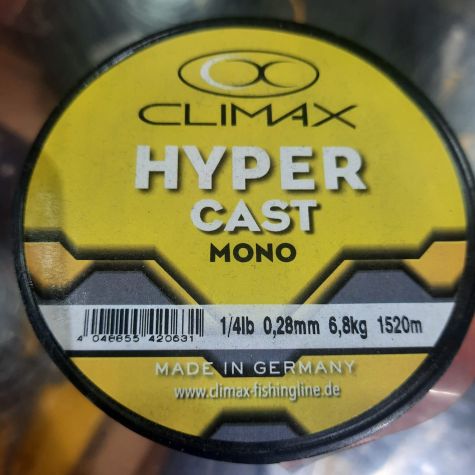 CLIMAX
HYPER
CAST
MONO
1/4lb 0,28mm 6,8kg 1520m
4 048855 420631
MADE IN GERMANY
www.climax-fishingline.de